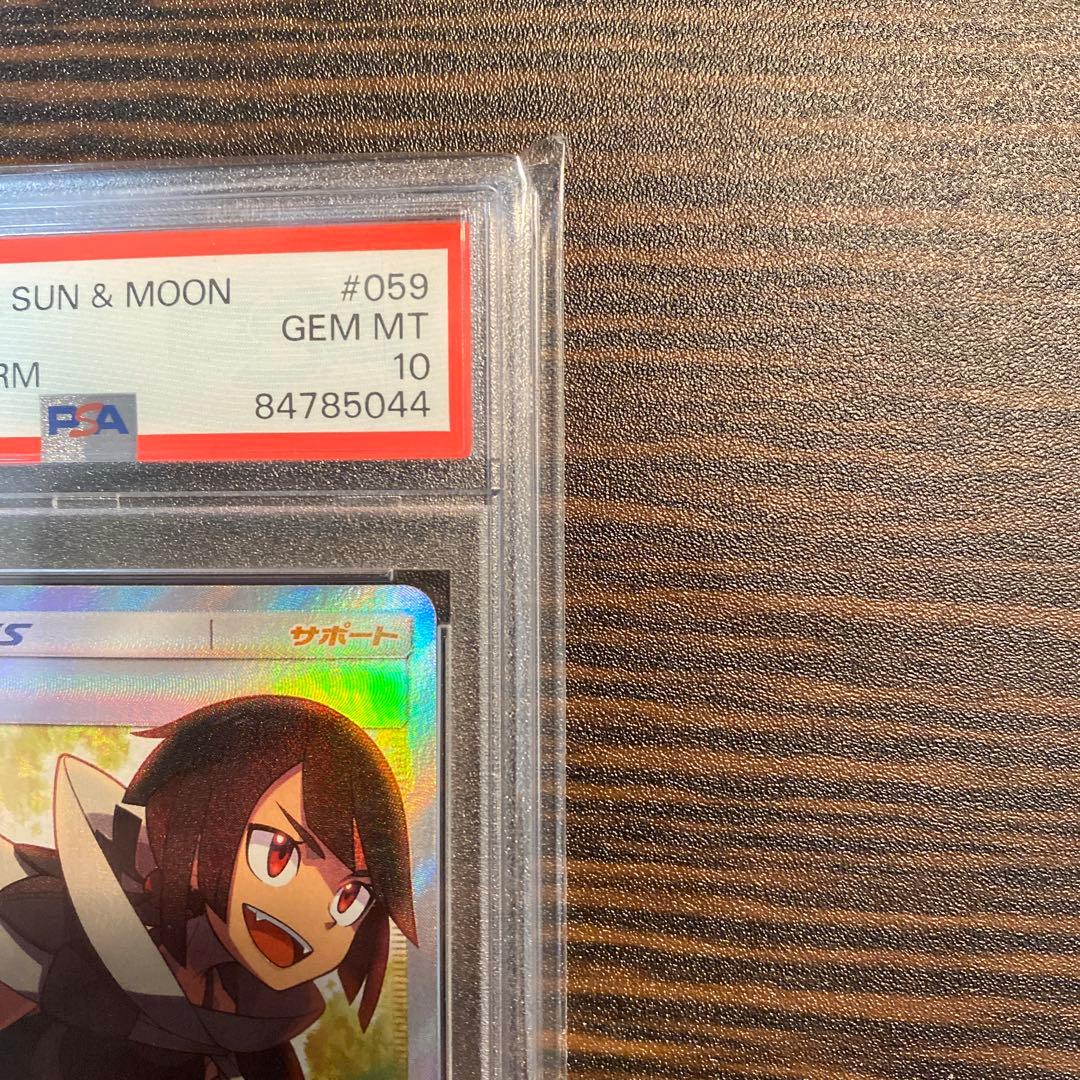 SUN & MOON #059
GEM MT
RM 10
PSA 84785044
サポート